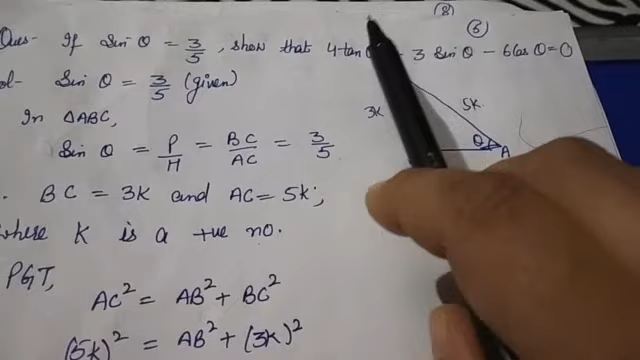 (8)
(6)
Ques- If Sin θ = 3/5, show that 4 tan 3 Sin θ - 6 Cos θ = 0
ol- Sin θ = 3/5 (given)
In ΔABC,
3K 5K
θ A
Sin θ = P/H = BC/AC = 3/5
. BC = 3K and AC = 5K;
where K is a +ve no.
PGT,
AC² = AB² + BC²
(5K)² = AB² + (3K)²